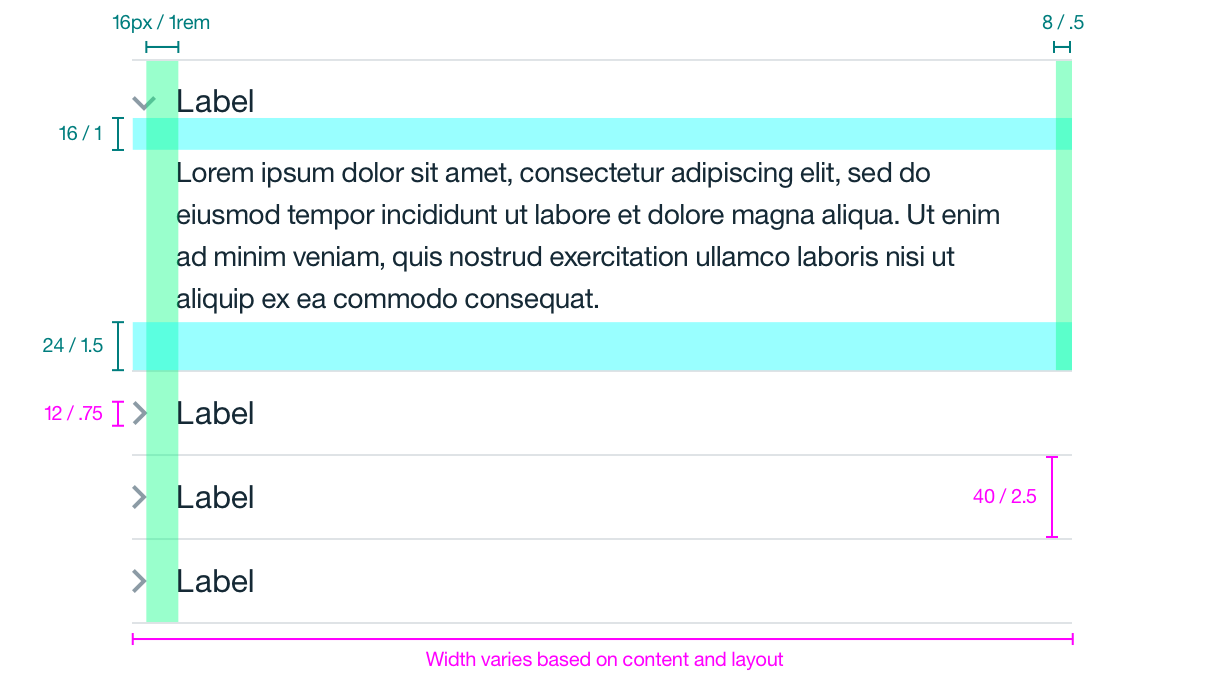 16px / 1rem
8 / .5
Label
16 / 1
Lorem ipsum dolor sit amet, consectetur adipiscing elit, sed do
eiusmod tempor incididunt ut labore et dolore magna aliqua. Ut enim
ad minim veniam, quis nostrud exercitation ullamco laboris nisi ut
aliquip ex ea commodo consequat.
24 / 1.5
12 / .75
Label
Label
40 / 2.5
Label
Width varies based on content and layout